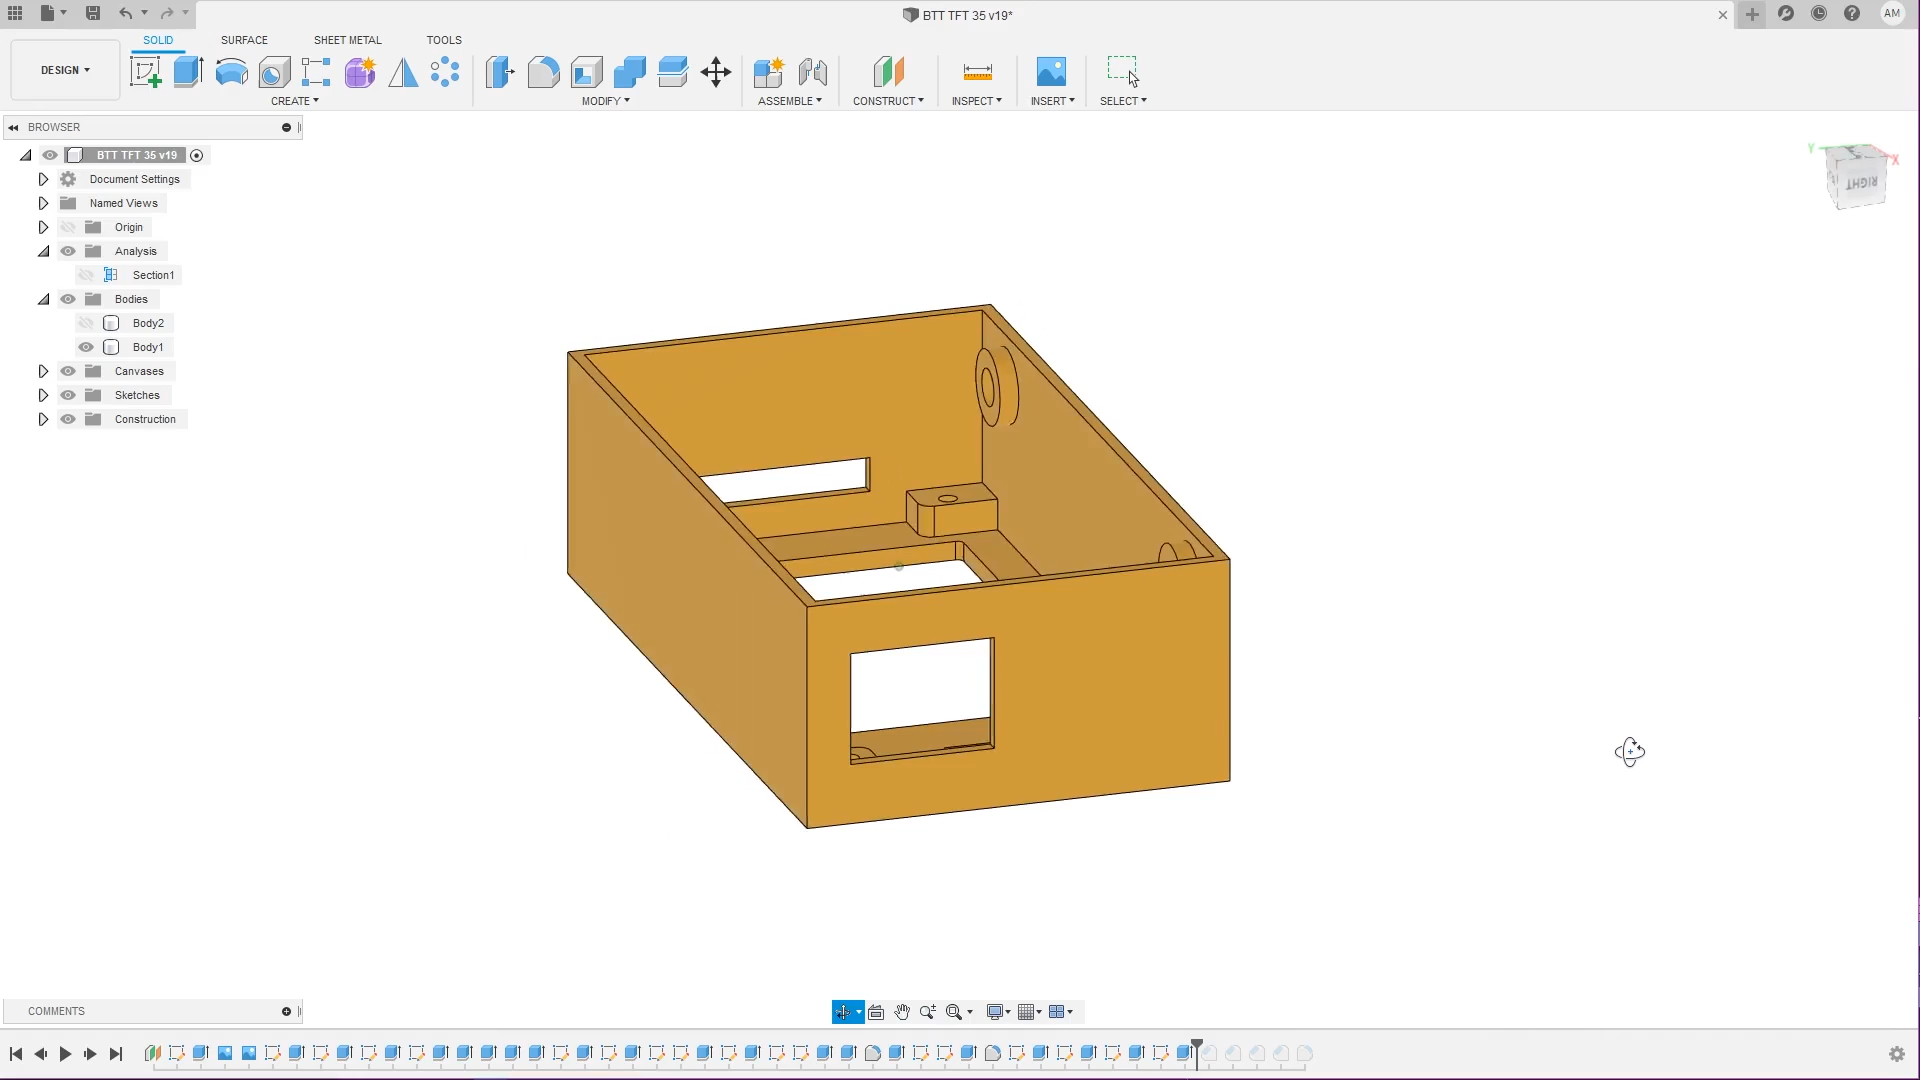 BTT TFT 35 v19*
AM
SOLID
SURFACE
SHEET METAL
TOOLS
DESIGN
CREATE
MODIFY
ASSEMBLE
CONSTRUCT
INSPECT
INSERT
SELECT
BROWSER
BTT TFT 35 v19
Document Settings
Named Views
Origin
Analysis
Section1
Bodies
Body2
Body1
Canvases
Sketches
Construction
Y
X
RIGHT
COMMENTS